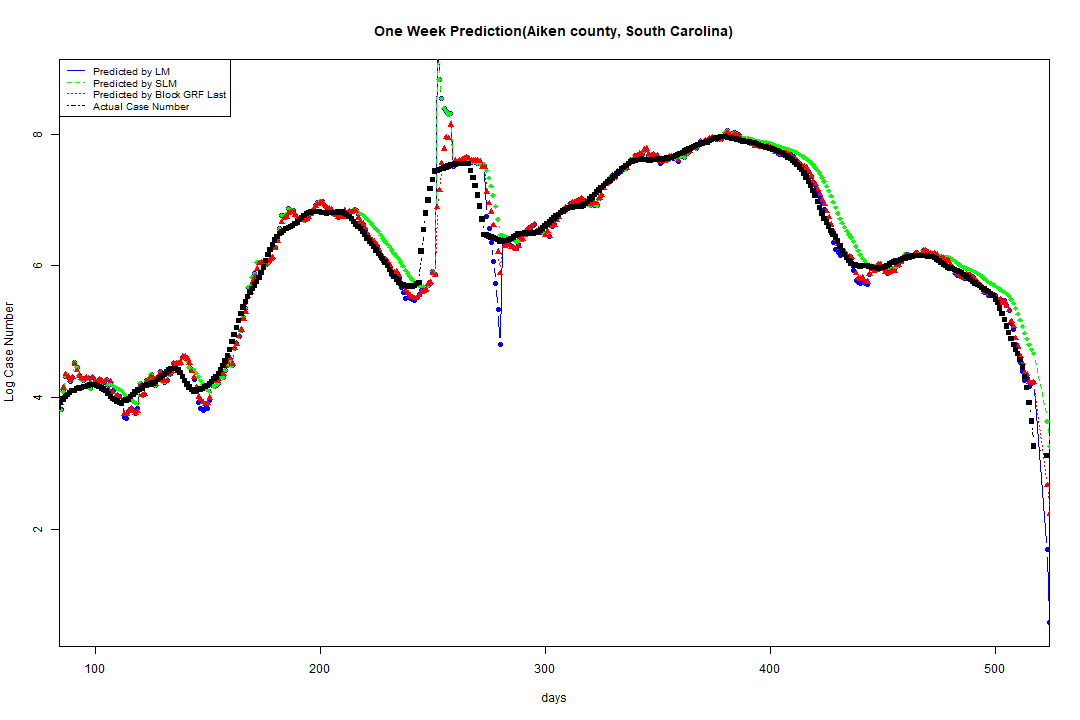 One Week Prediction(Aiken county, South Carolina)
Predicted by LM
Predicted by SLM
Predicted by Block GRF Last
Actual Case Number
8
6
4
2
Log Case Number
100 200 300 400 500
days